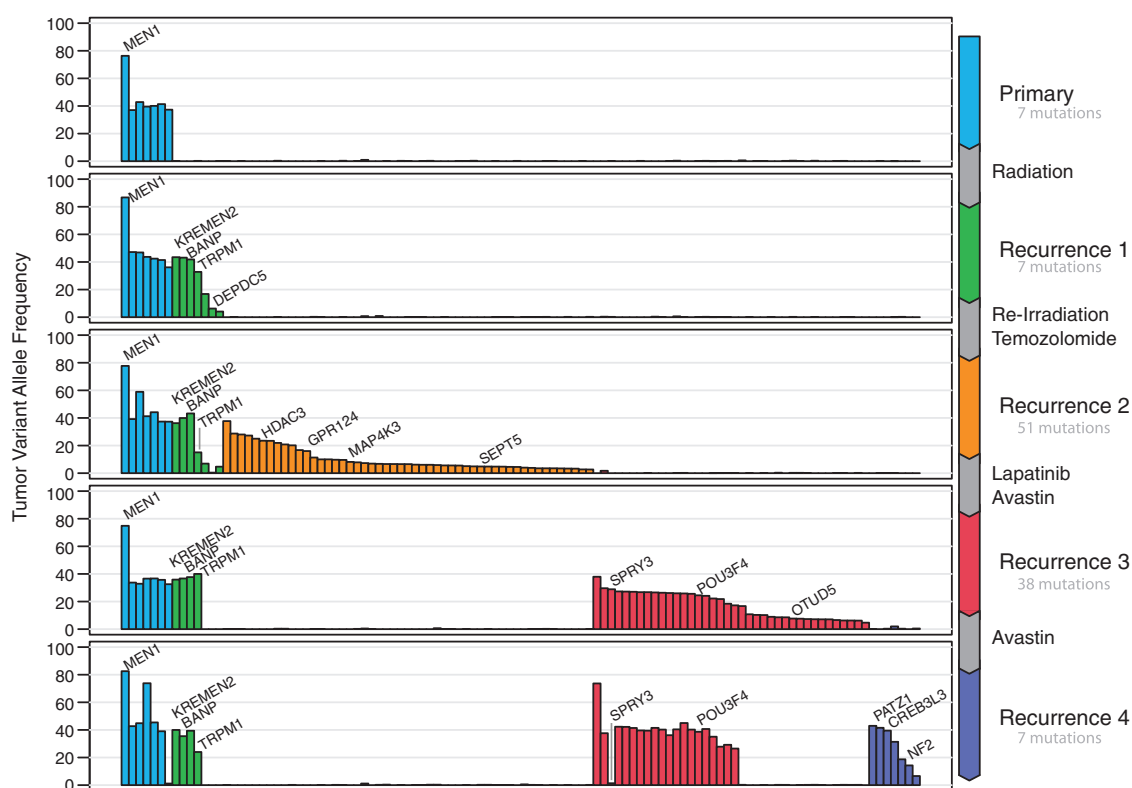 Tumor Variant Allele Frequency
100
80
60
40
20
0
MEN1
Primary
7 mutations
Radiation
100
80
60
40
20
0
MEN1
KREMEN2
BANP
TRPM1
DEPDC5
Recurrence 1
7 mutations
Re-Irradiation
Temozolomide
100
80
60
40
20
0
MEN1
KREMEN2
BANP
TRPM1
HDAC3
GPR124
MAP4K3
SEPT5
Recurrence 2
51 mutations
Lapatinib
Avastin
100
80
60
40
20
0
MEN1
KREMEN2
BANP
TRPM1
SPRY3
POU3F4
OTUD5
Recurrence 3
38 mutations
Avastin
100
80
60
40
20
0
MEN1
KREMEN2
BANP
TRPM1
SPRY3
POU3F4
PATZ1
CREB3L3
NF2
Recurrence 4
7 mutations